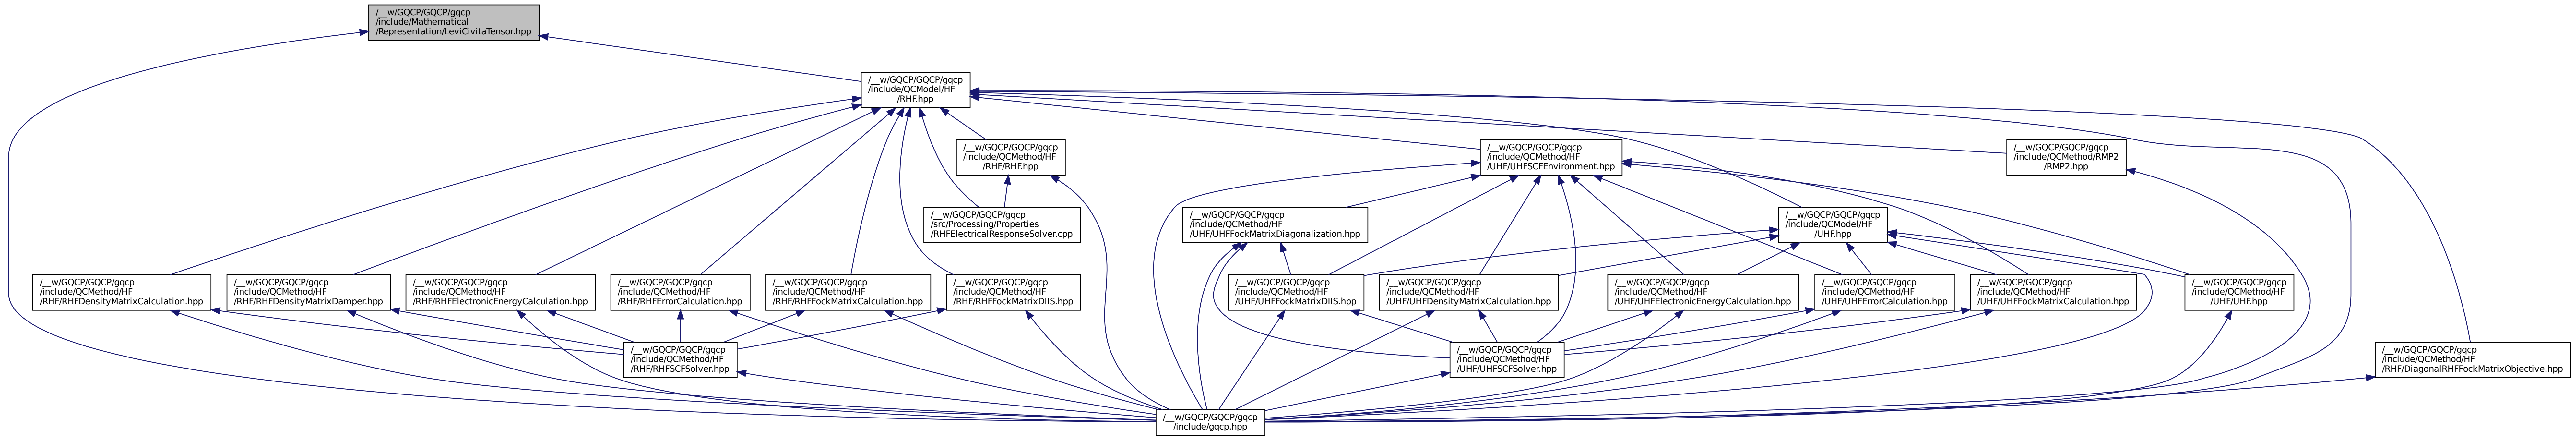 /__w/GQCP/GQCP/gqcp
/include/Mathematical
/Representation/LeviCivitaTensor.hpp
/__w/GQCP/GQCP/gqcp
/include/QCModel/HF
/RHF.hpp
/__w/GQCP/GQCP/gqcp
/include/QCMethod/HF
/RHF/RHF.hpp
/__w/GQCP/GQCP/gqcp
/include/QCMethod/HF
/UHF/UHFSCFEnvironment.hpp
/__w/GQCP/GQCP/gqcp
/include/QCMethod/RMP2
/RMP2.hpp
/__w/GQCP/GQCP/gqcp
/src/Processing/Properties
/RHFElectricalResponseSolver.cpp
/__w/GQCP/GQCP/gqcp
/include/QCMethod/HF
/UHF/UHFFockMatrixDiagonalization.hpp
/__w/GQCP/GQCP/gqcp
/include/QCModel/HF
/UHF.hpp
/__w/GQCP/GQCP/gqcp
/include/QCMethod/HF
/RHF/RHFDensityMatrixCalculation.hpp
/__w/GQCP/GQCP/gqcp
/include/QCMethod/HF
/RHF/RHFDensityMatrixDamper.hpp
/__w/GQCP/GQCP/gqcp
/include/QCMethod/HF
/RHF/RHFElectronicEnergyCalculation.hpp
/__w/GQCP/GQCP/gqcp
/include/QCMethod/HF
/RHF/RHFErrorCalculation.hpp
/__w/GQCP/GQCP/gqcp
/include/QCMethod/HF
/RHF/RHFFockMatrixCalculation.hpp
/__w/GQCP/GQCP/gqcp
/include/QCMethod/HF
/RHF/RHFFockMatrixDIIS.hpp
/__w/GQCP/GQCP/gqcp
/include/QCMethod/HF
/UHF/UHFFockMatrixDIIS.hpp
/__w/GQCP/GQCP/gqcp
/include/QCMethod/HF
/UHF/UHFDensityMatrixCalculation.hpp
/__w/GQCP/GQCP/gqcp
/include/QCMethod/HF
/UHF/UHFElectronicEnergyCalculation.hpp
/__w/GQCP/GQCP/gqcp
/include/QCMethod/HF
/UHF/UHFErrorCalculation.hpp
/__w/GQCP/GQCP/gqcp
/include/QCMethod/HF
/UHF/UHFFockMatrixCalculation.hpp
/__w/GQCP/GQCP/gqcp
/include/QCMethod/HF
/UHF/UHF.hpp
/__w/GQCP/GQCP/gqcp
/include/QCMethod/HF
/RHF/RHFSCFSolver.hpp
/__w/GQCP/GQCP/gqcp
/include/QCMethod/HF
/UHF/UHFSCFSolver.hpp
/__w/GQCP/GQCP/gqcp
/include/QCMethod/HF
/RHF/DiagonalRHFFockMatrixObjective.hpp
/__w/GQCP/GQCP/gqcp
/include/gqcp.hpp